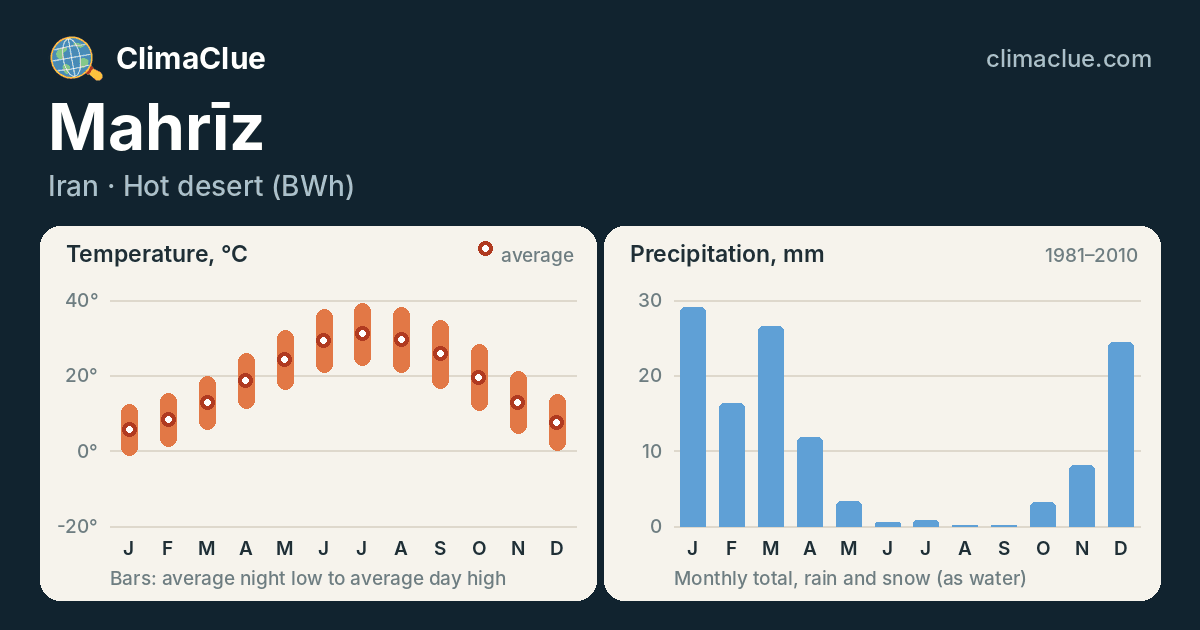 ClimaClue
climaclue.com
Mahrīz
Iran · Hot desert (BWh)
Temperature, °C
average
40°
20°
0°
-20°
J F M A M J J A S O N D
Bars: average night low to average day high
Precipitation, mm
1981–2010
30
20
10
0
J F M A M J J A S O N D
Monthly total, rain and snow (as water)